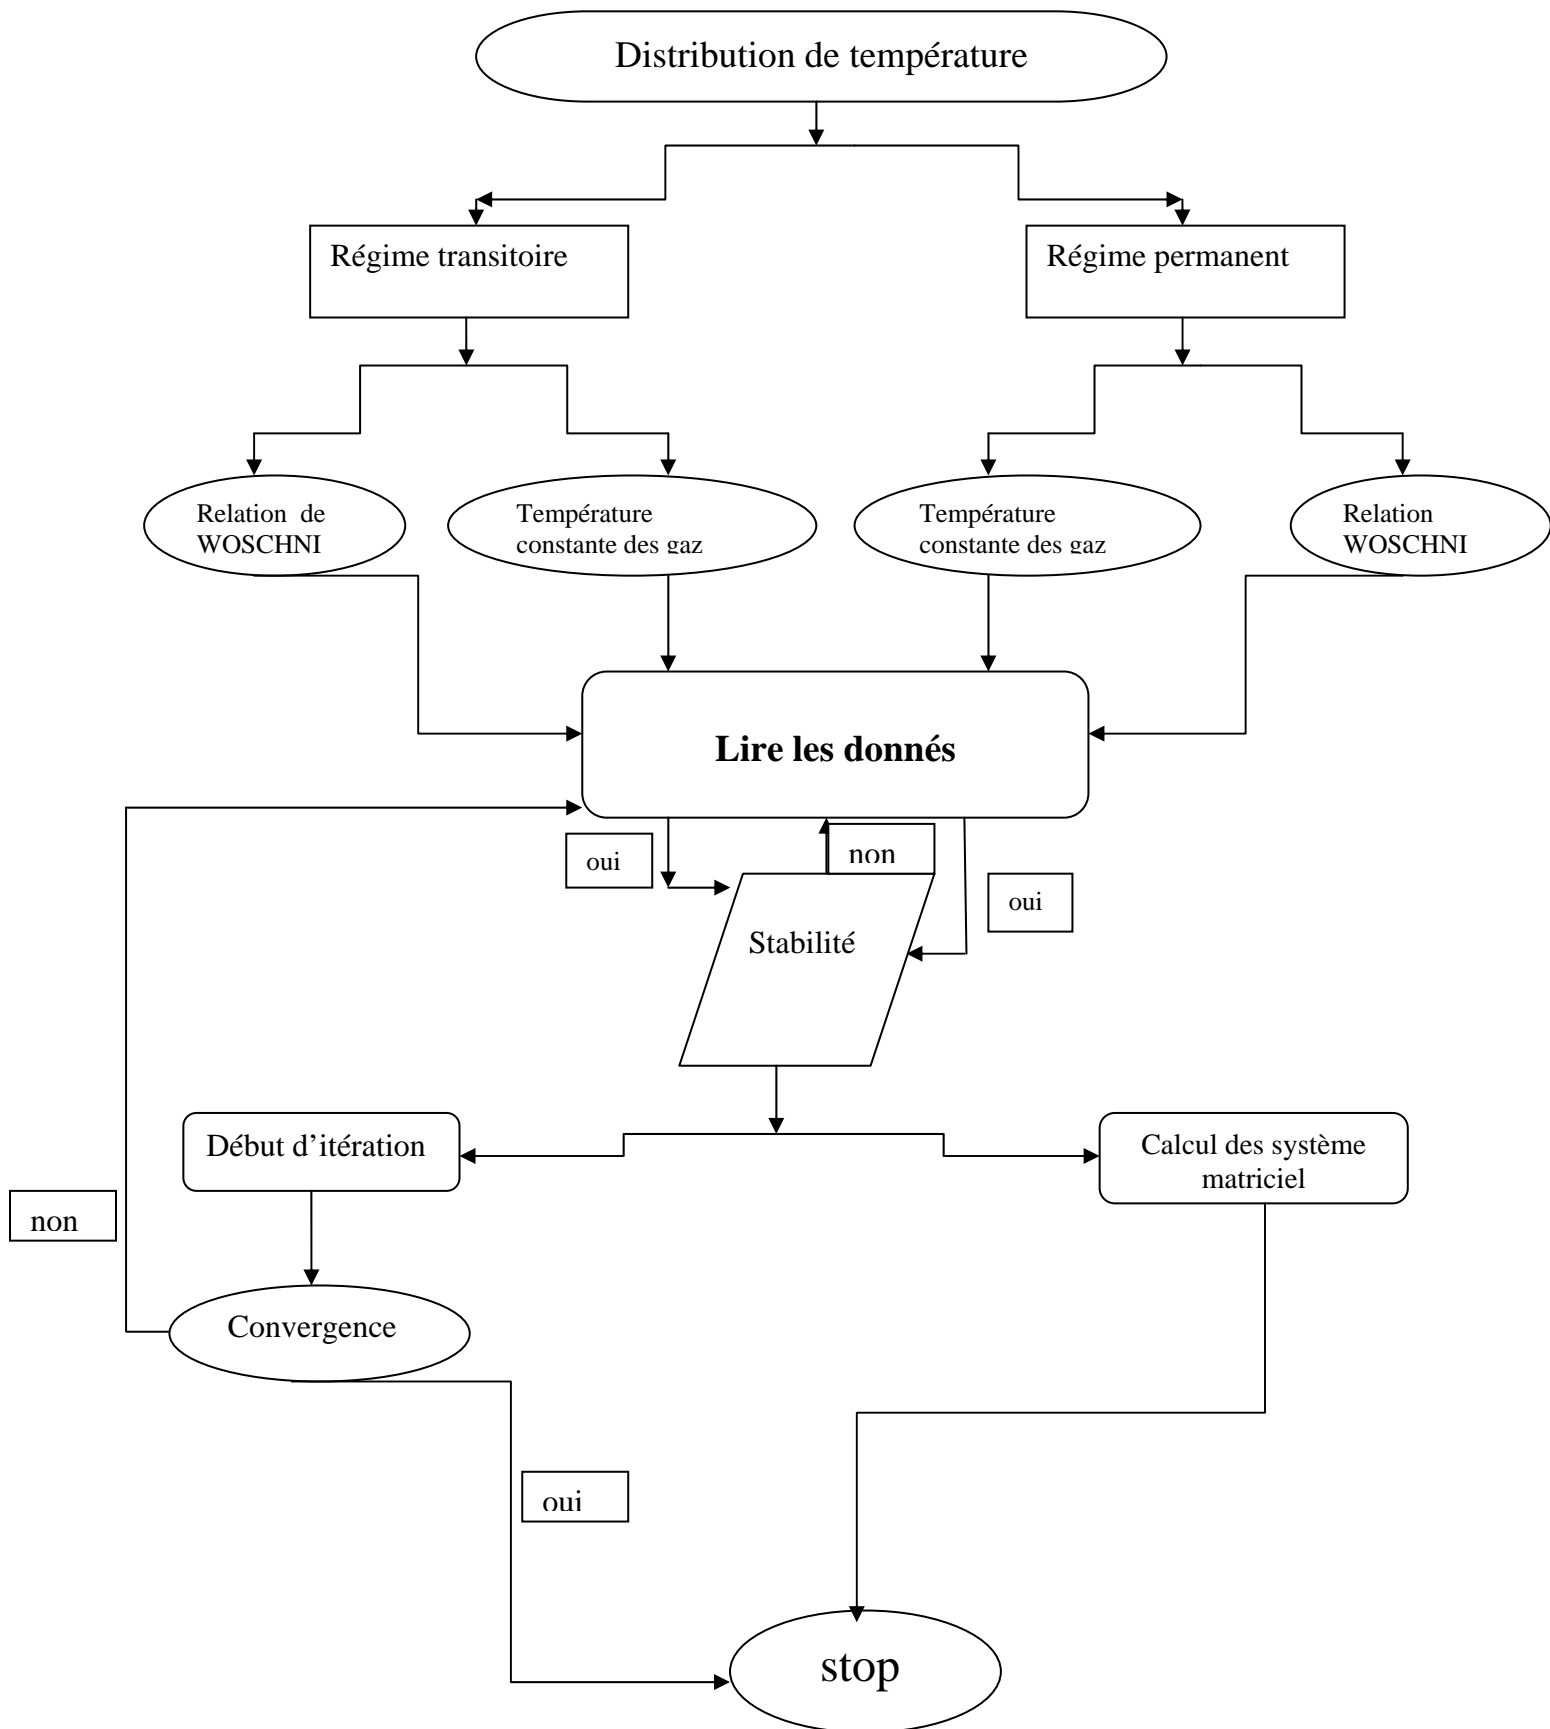 Distribution de température
Régime transitoire
Régime permanent
Relation de
WOSCHNI
Température
constante des gaz
Température
constante des gaz
Relation
WOSCHNI
Lire les donnés
oui
non
oui
Stabilité
Début d’itération
Calcul des système
matriciel
non
Convergence
oui
stop